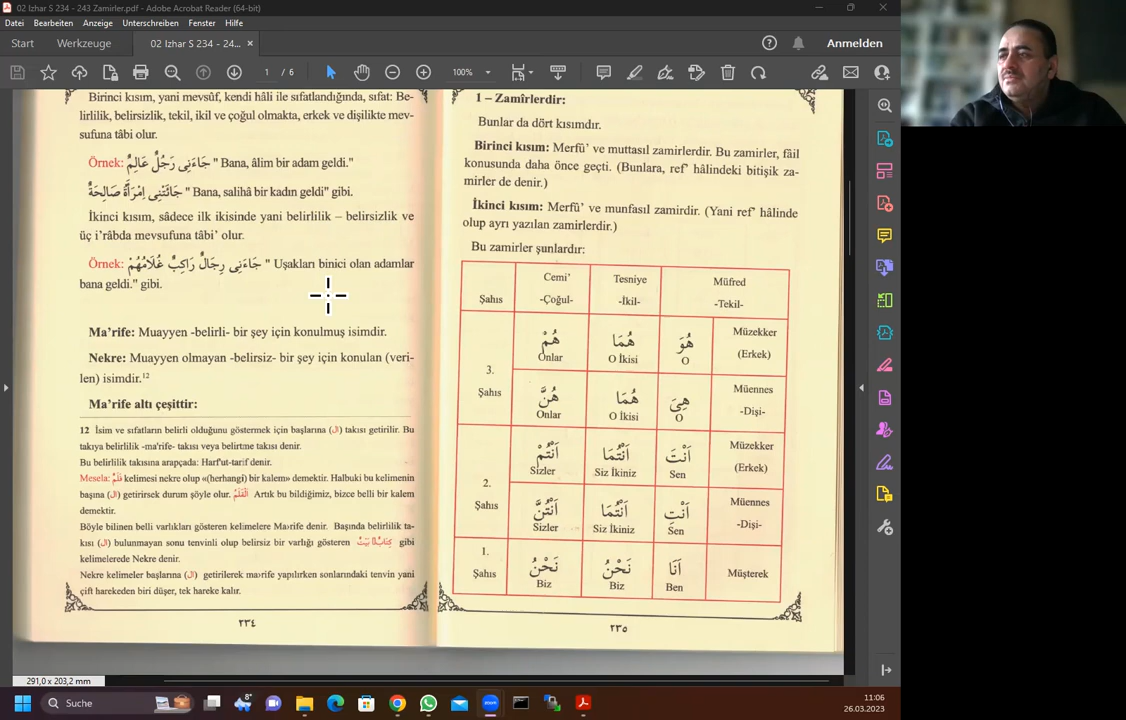 02 Izhar S 234 - 243 Zamirler.pdf - Adobe Acrobat Reader (64-bit)
Datei Bearbeiten Anzeige Unterschreiben Fenster Hilfe
Start Werkzeuge 02 Izhar S 234 - 24... × Anmelden
1 / 6 100%
Birinci kısım, yani mevsûf, kendi hâli ile sıfatlandığında, sıfat: Be-
lirlilik, belirsizlik, tekil, ikil ve çoğul olmakta, erkek ve dişilikte mev-
sufuna tâbi olur.
Örnek: جَاءَنِى رَجُلٌ عَالِمٌ " Bana, âlim bir adam geldi."
جَائَتْنِى اِمْرَأَةٌ صَالِحَةٌ " Bana, salihâ bir kadın geldi" gibi.
İkinci kısım, sâdece ilk ikisinde yani belirlilik – belirsizlik ve
üç i'râbda mevsufuna tâbi' olur.
Örnek: جَاءَنِى رِجَالٌ رَاكِبٌ غُلَامُهُمْ " Uşakları binici olan adamlar
bana geldi." gibi.
Ma'rife: Muayyen -belirli- bir şey için konulmuş isimdir.
Nekre: Muayyen olmayan -belirsiz- bir şey için konulan (veri-
len) isimdir.12
Ma'rife altı çeşittir:
12 İsim ve sıfatların belirli olduğunu göstermek için başlarına (ال) takısı getirilir. Bu
takıya belirlilik -ma'rife- takısı veya belirtme takısı denir.
Bu belirlilik takısına arapçada: Harf'ut-tarif denir.
Mesela: قَلَمٌ kelimesi nekre olup «(herhangi) bir kalem» demektir. Halbuki bu kelimenin
başına (ال) getirirsek durum şöyle olur. اَلْقَلَمُ Artık bu bildiğimiz, bizce belli bir kalem
demektir.
Böyle bilinen belli varlıkları gösteren kelimelere Ma›rife denir. Başında belirlilik ta-
kısı (ال) bulunmayan sonu tenvinli olup belirsiz bir varlığı gösteren كِتَابٌ بَيْتٌ gibi
kelimelerede Nekre denir.
Nekre kelimeler başlarına (ال) getirilerek ma›rife yapılırken sonlarındaki tenvin yani
çift harekeden biri düşer, tek hareke kalır.
٢٣٤
1 – Zamîrlerdir:
Bunlar da dört kısımdır.
Birinci kısım: Merfû' ve muttasıl zamirlerdir. Bu zamirler, fâil
konusunda daha önce geçti. (Bunlara, ref' hâlindeki bitişik za-
mirler de denir.)
İkinci kısım: Merfû' ve munfasıl zamirdir. (Yani ref' hâlinde
olup ayrı yazılan zamirlerdir.)
Bu zamirler şunlardır:
Şahıs Cemi' -Çoğul- Tesniye -İkil- Müfred -Tekil-
3. Şahıs هُمْ Onlar هُمَا O İkisi هُوَ O Müzekker (Erkek)
هُنَّ Onlar هُمَا O İkisi هِيَ O Müennes -Dişi-
2. Şahıs اَنْتُمْ Sizler اَنْتُمَا Siz İkiniz اَنْتَ Sen Müzekker (Erkek)
اَنْتُنَّ Sizler اَنْتُمَا Siz İkiniz اَنْتِ Sen Müennes -Dişi-
1. Şahıs نَحْنُ Biz نَحْنُ Biz اَنَا Ben Müşterek
٢٣٥
291,0 x 203,2 mm
Suche
8°
zoom
11:06
26.03.2023